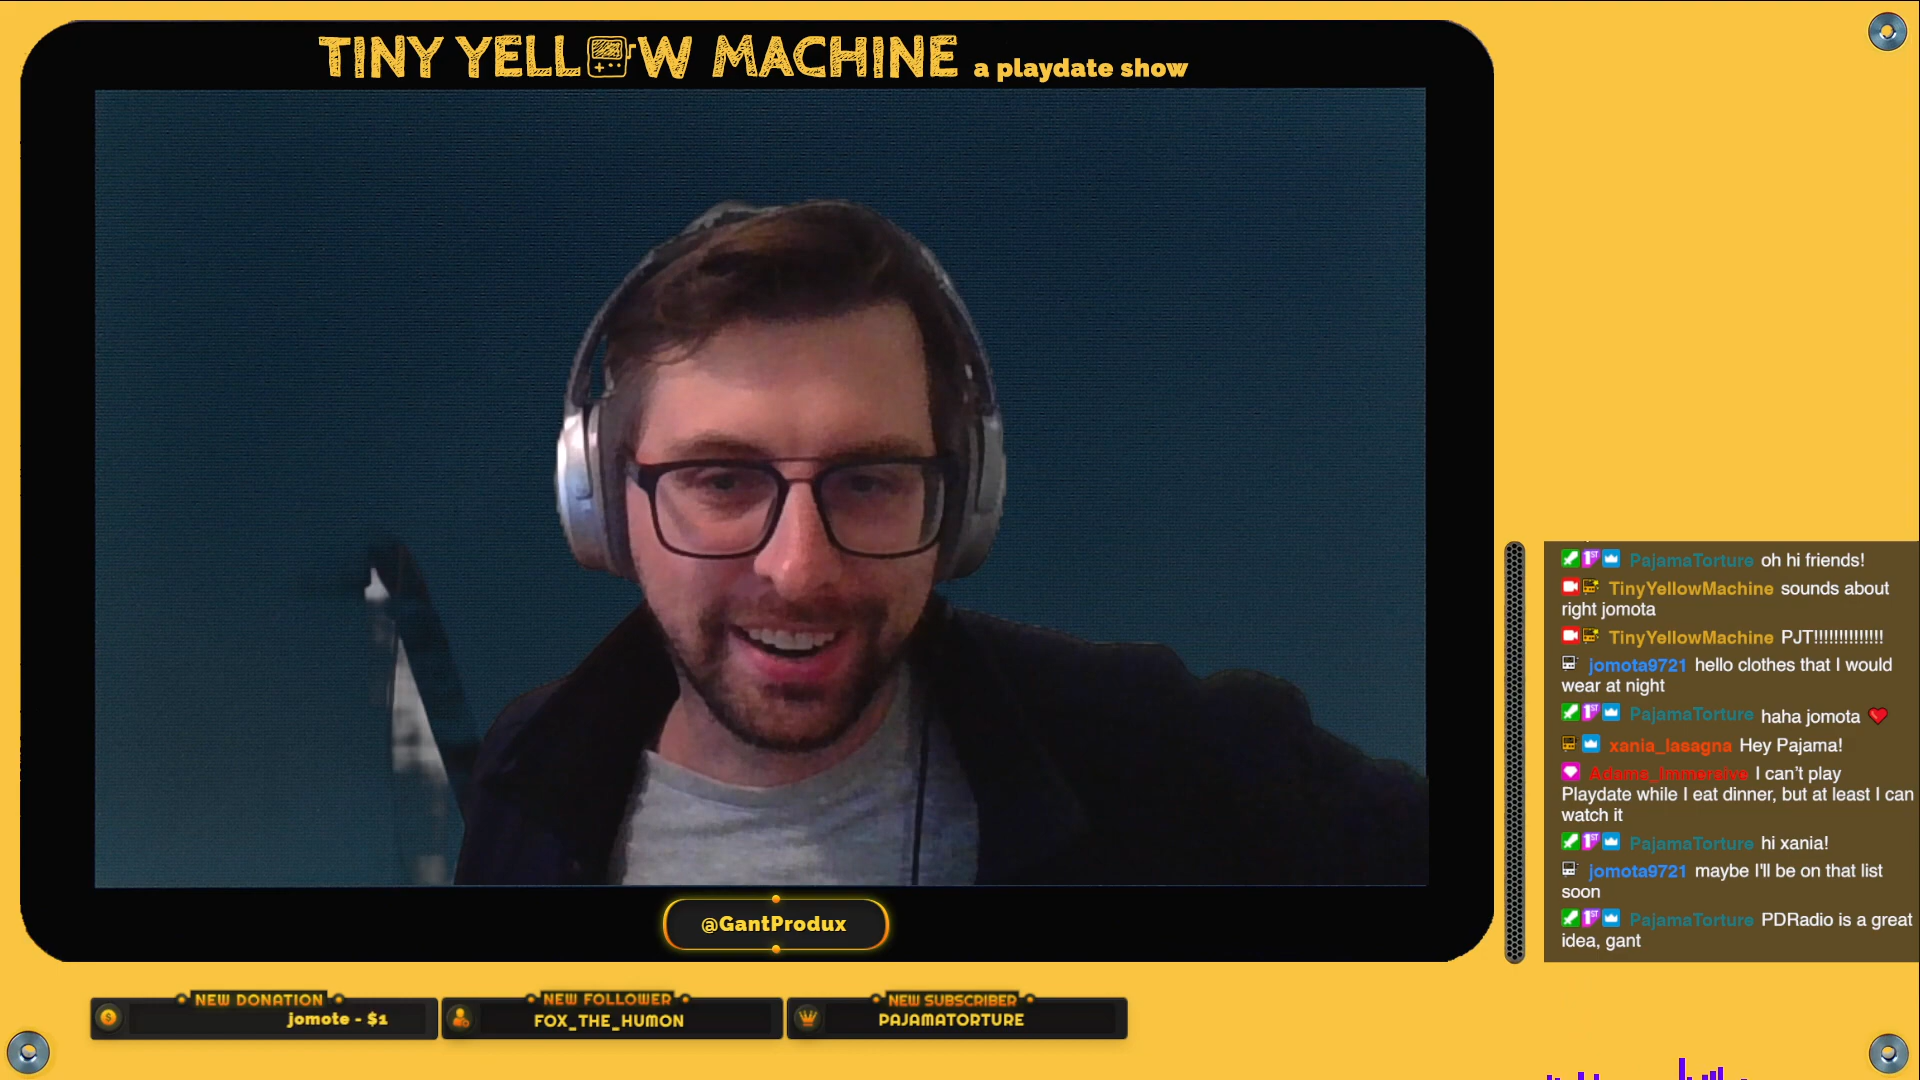 TINY YELLOW MACHINE a playdate show
@GantProdux
PajamaTorture oh hi friends!
TinyYellowMachine sounds about
right jomota
TinyYellowMachine PJT!!!!!!!!!!!!!!
jomota9721 hello clothes that I would
wear at night
PajamaTorture haha jomota
xania_lasagna Hey Pajama!
Adams_Immersive I can't play
Playdate while I eat dinner, but at least I can
watch it
PajamaTorture hi xania!
jomota9721 maybe I'll be on that list
soon
PajamaTorture PDRadio is a great
idea, gant
NEW DONATION
jomote - $1
NEW FOLLOWER
FOX_THE_HUMON
NEW SUBSCRIBER
PAJAMATORTURE